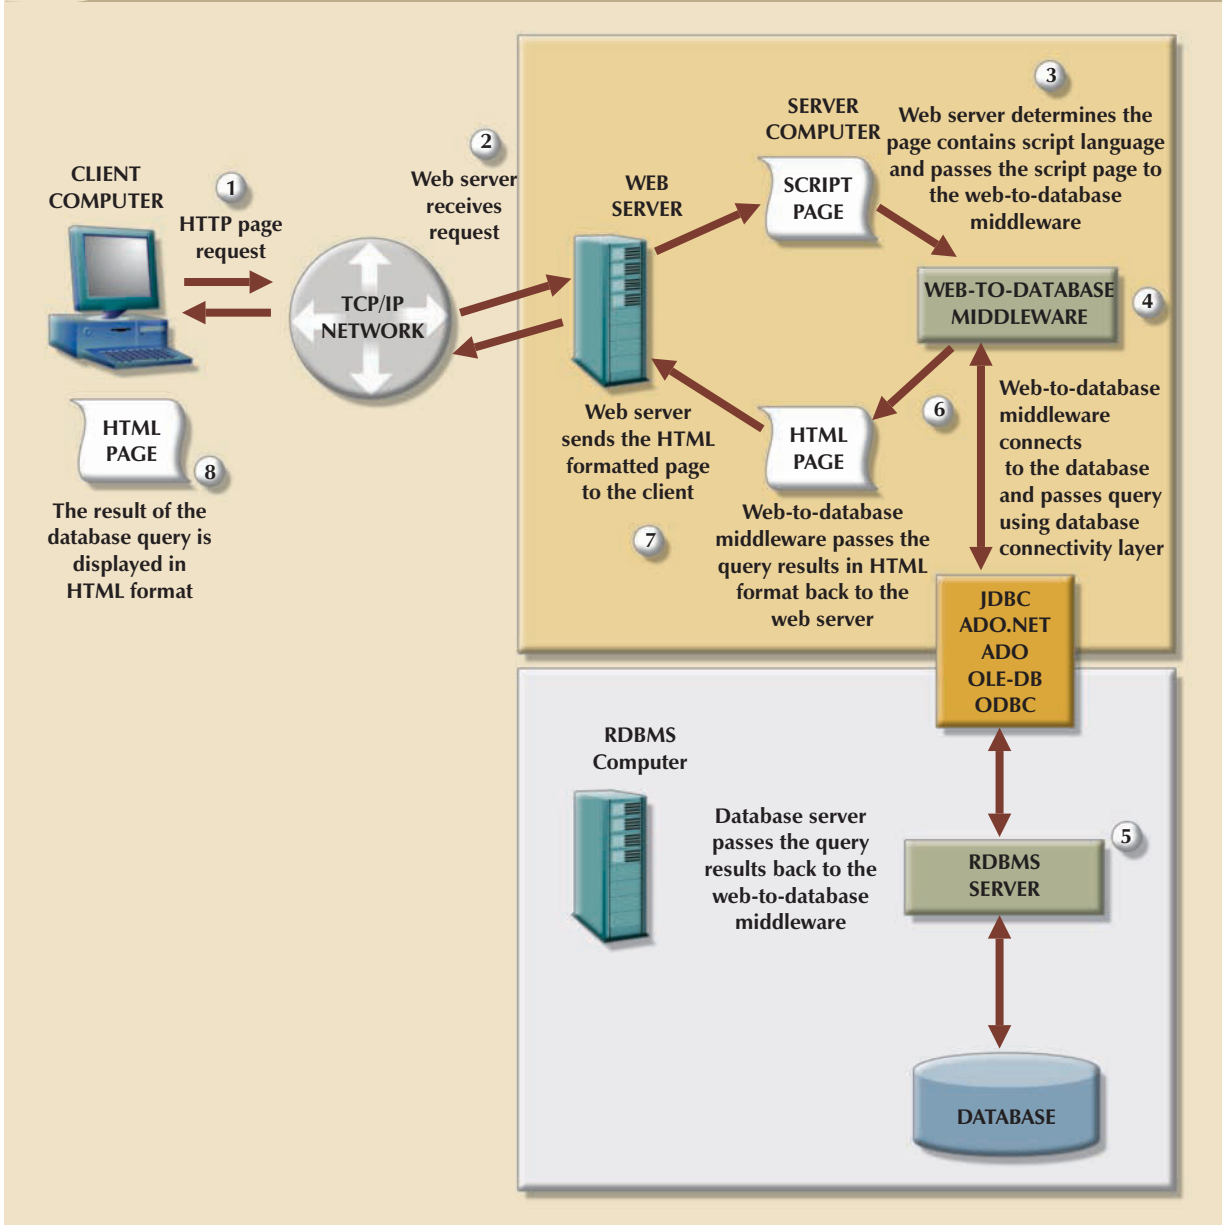 CLIENT
COMPUTER
1
HTTP page
request
2
Web server
receives
request
TCP/IP
NETWORK
WEB
SERVER
SERVER
COMPUTER
SCRIPT
PAGE
3
Web server determines the
page contains script language
and passes the script page to
the web-to-database
middleware
WEB-TO-DATABASE
MIDDLEWARE
4
Web-to-database
middleware
connects
to the database
and passes query
using database
connectivity layer
6
HTML
PAGE
Web-to-database
middleware passes the
query results in HTML
format back to the
web server
Web server
sends the HTML
formatted page
to the client
7
HTML
PAGE
8
The result of the
database query is
displayed in
HTML format
JDBC
ADO.NET
ADO
OLE-DB
ODBC
RDBMS
Computer
Database server
passes the query
results back to the
web-to-database
middleware
5
RDBMS
SERVER
DATABASE